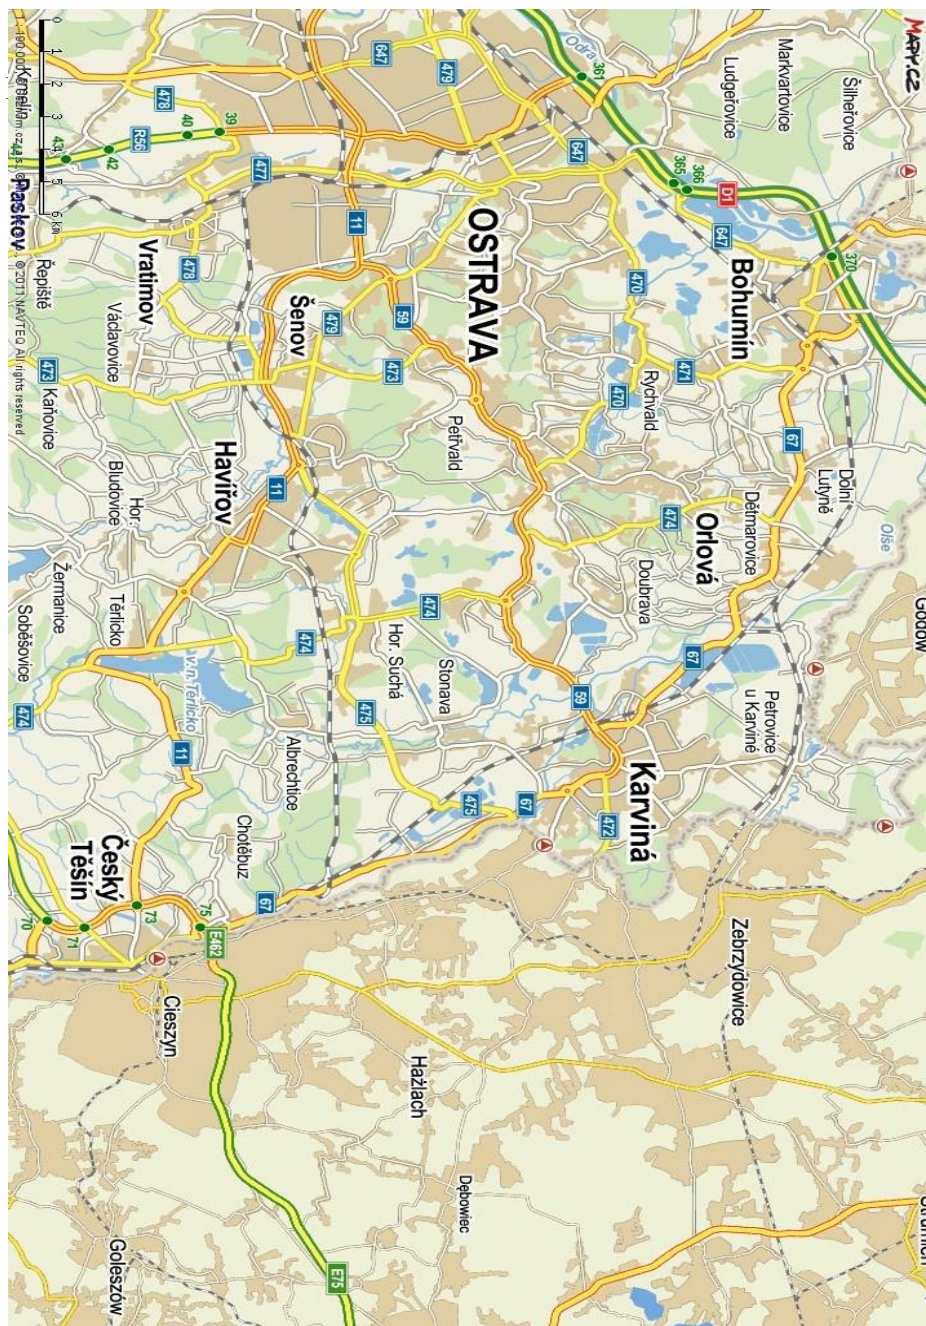 MAPY.CZ
Šilheřovice
Markvartovice
Ludgeřovice
Odra
361
647
479
647
365
366
D1
647
370
Bohumín
OSTRAVA
470
471
Rychvald
470
67
Dolní
Lutyně
Olše
Dětmarovice
474
Orlová
Doubrava
Godów
67
Petrovice
u Karviné
Karviná
59
472
67
475
Stonava
Hor. Suchá
474
475
Petřvald
59
473
479
11
Šenov
478
39
40
R56
42
43
477
Vratimov
478
Paskov
Řepiště
Václavovice
473
Kaňovice
Havířov
11
Hor.
Bludovice
Žermanice
Soběšovice
Těrlicko
474
v.n. Těrlicko
474
11
Albrechtice
Chotěbuz
67
Český
Těšín
70
71
73
75
E462
Cieszyn
Zebrzydowice
Hażlach
Dębowiec
E75
Goleszów
0 1 2 3 4 5 6 km
© 2011 NAVTEQ All rights reserved